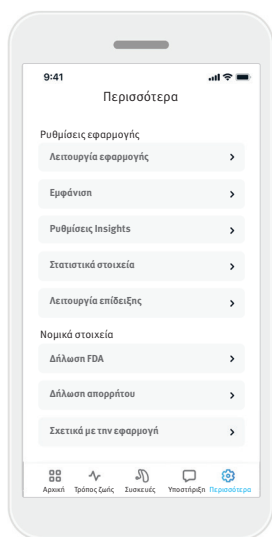 9:41
Περισσότερα
Ρυθμίσεις εφαρμογής
Λειτουργία εφαρμογής
Εμφάνιση
Ρυθμίσεις Insights
Στατιστικά στοιχεία
Λειτουργία επίδειξης
Νομικά στοιχεία
Δήλωση FDA
Δήλωση απορρήτου
Σχετικά με την εφαρμογή
Αρχική Τρόπος ζωής Συσκευές Υποστήριξη Περισσότερα